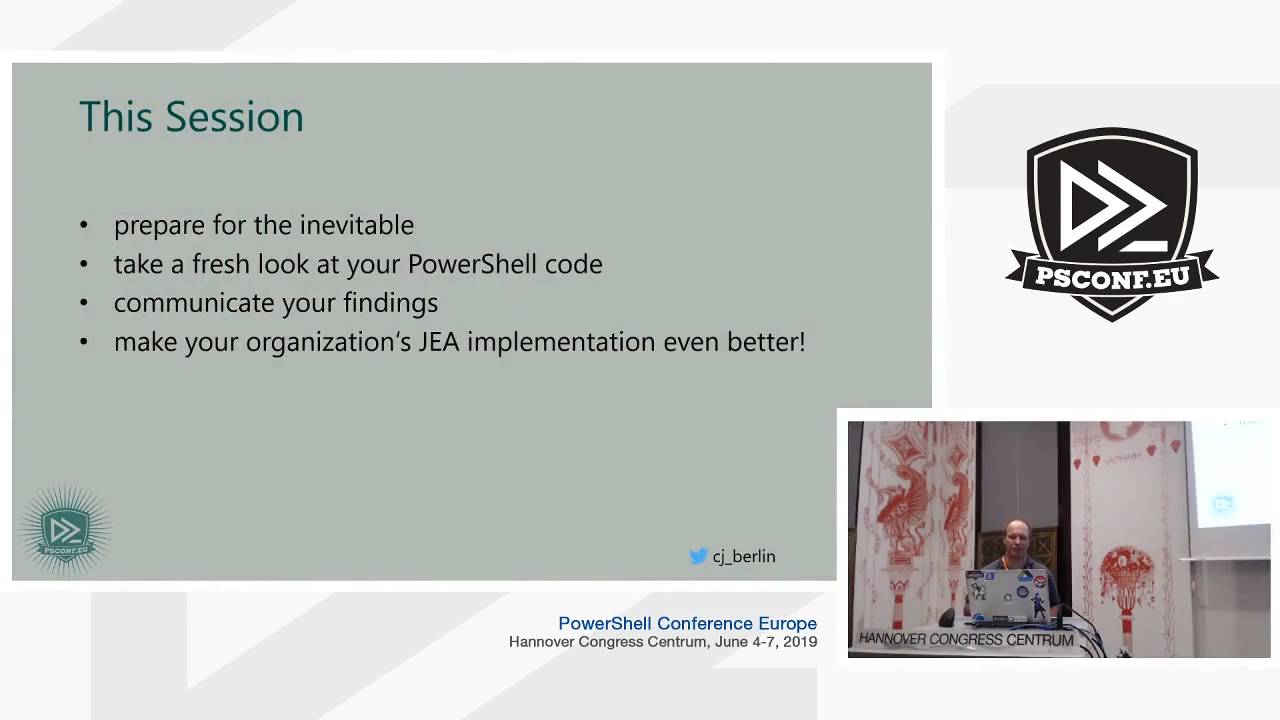 This Session
• prepare for the inevitable
• take a fresh look at your PowerShell code
• communicate your findings
• make your organization‘s JEA implementation even better!
PSCONF.EU
cj_berlin
PSCONF.EU
PowerShell Conference Europe
Hannover Congress Centrum, June 4-7, 2019
HANNOVER CONGRESS CENTRUM